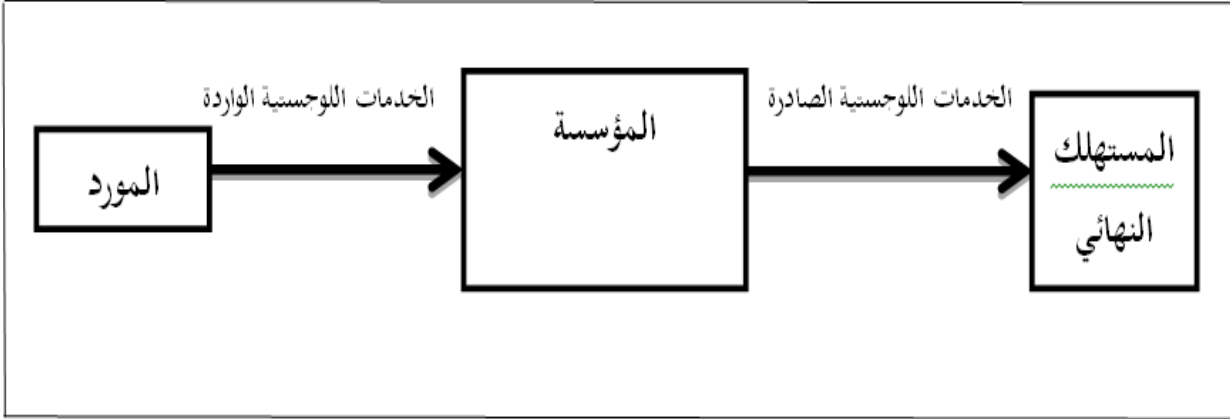 الخدمات اللوجستية الواردة
الخدمات اللوجستية الصادرة
المورد
المؤسسة
المستهلك
النهائي